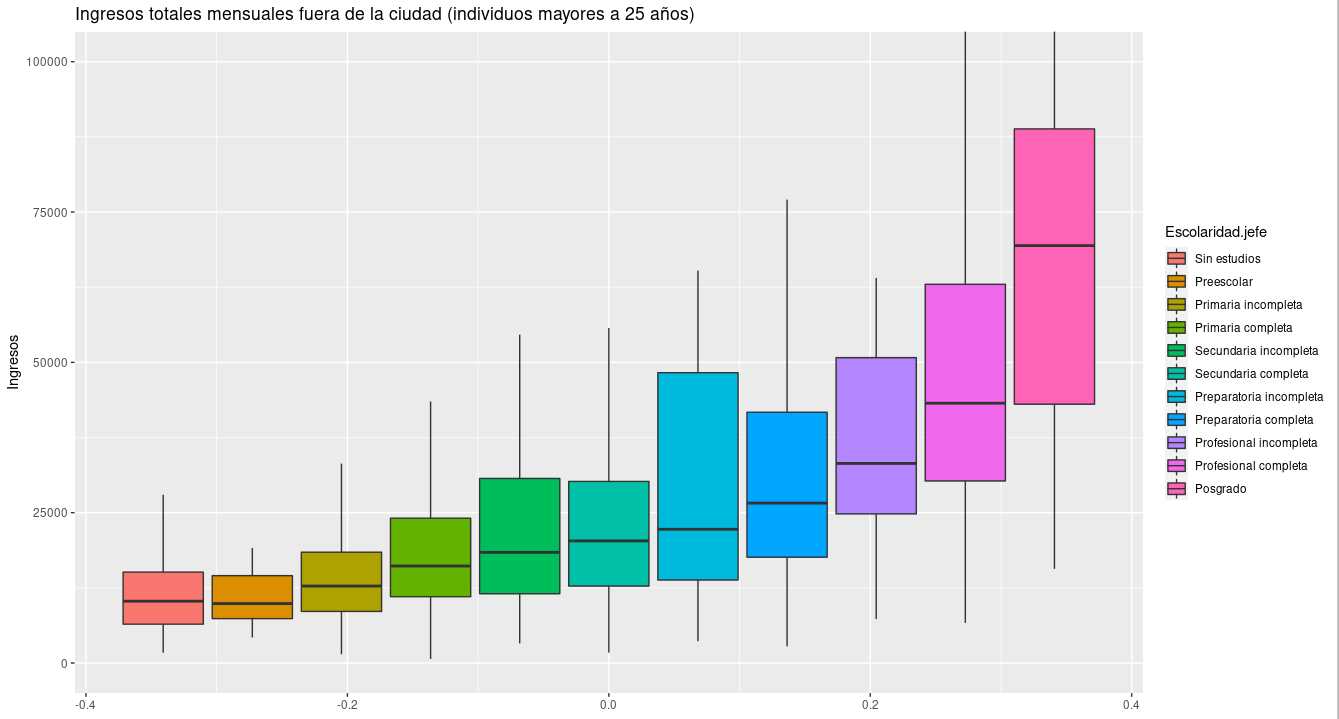 Ingresos totales mensuales fuera de la ciudad (individuos mayores a 25 años)
100000
75000
50000
25000
0
Ingresos
-0.4
-0.2
0.0
0.2
0.4
Escolaridad.jefe
Sin estudios
Preescolar
Primaria incompleta
Primaria completa
Secundaria incompleta
Secundaria completa
Preparatoria incompleta
Preparatoria completa
Profesional incompleta
Profesional completa
Posgrado